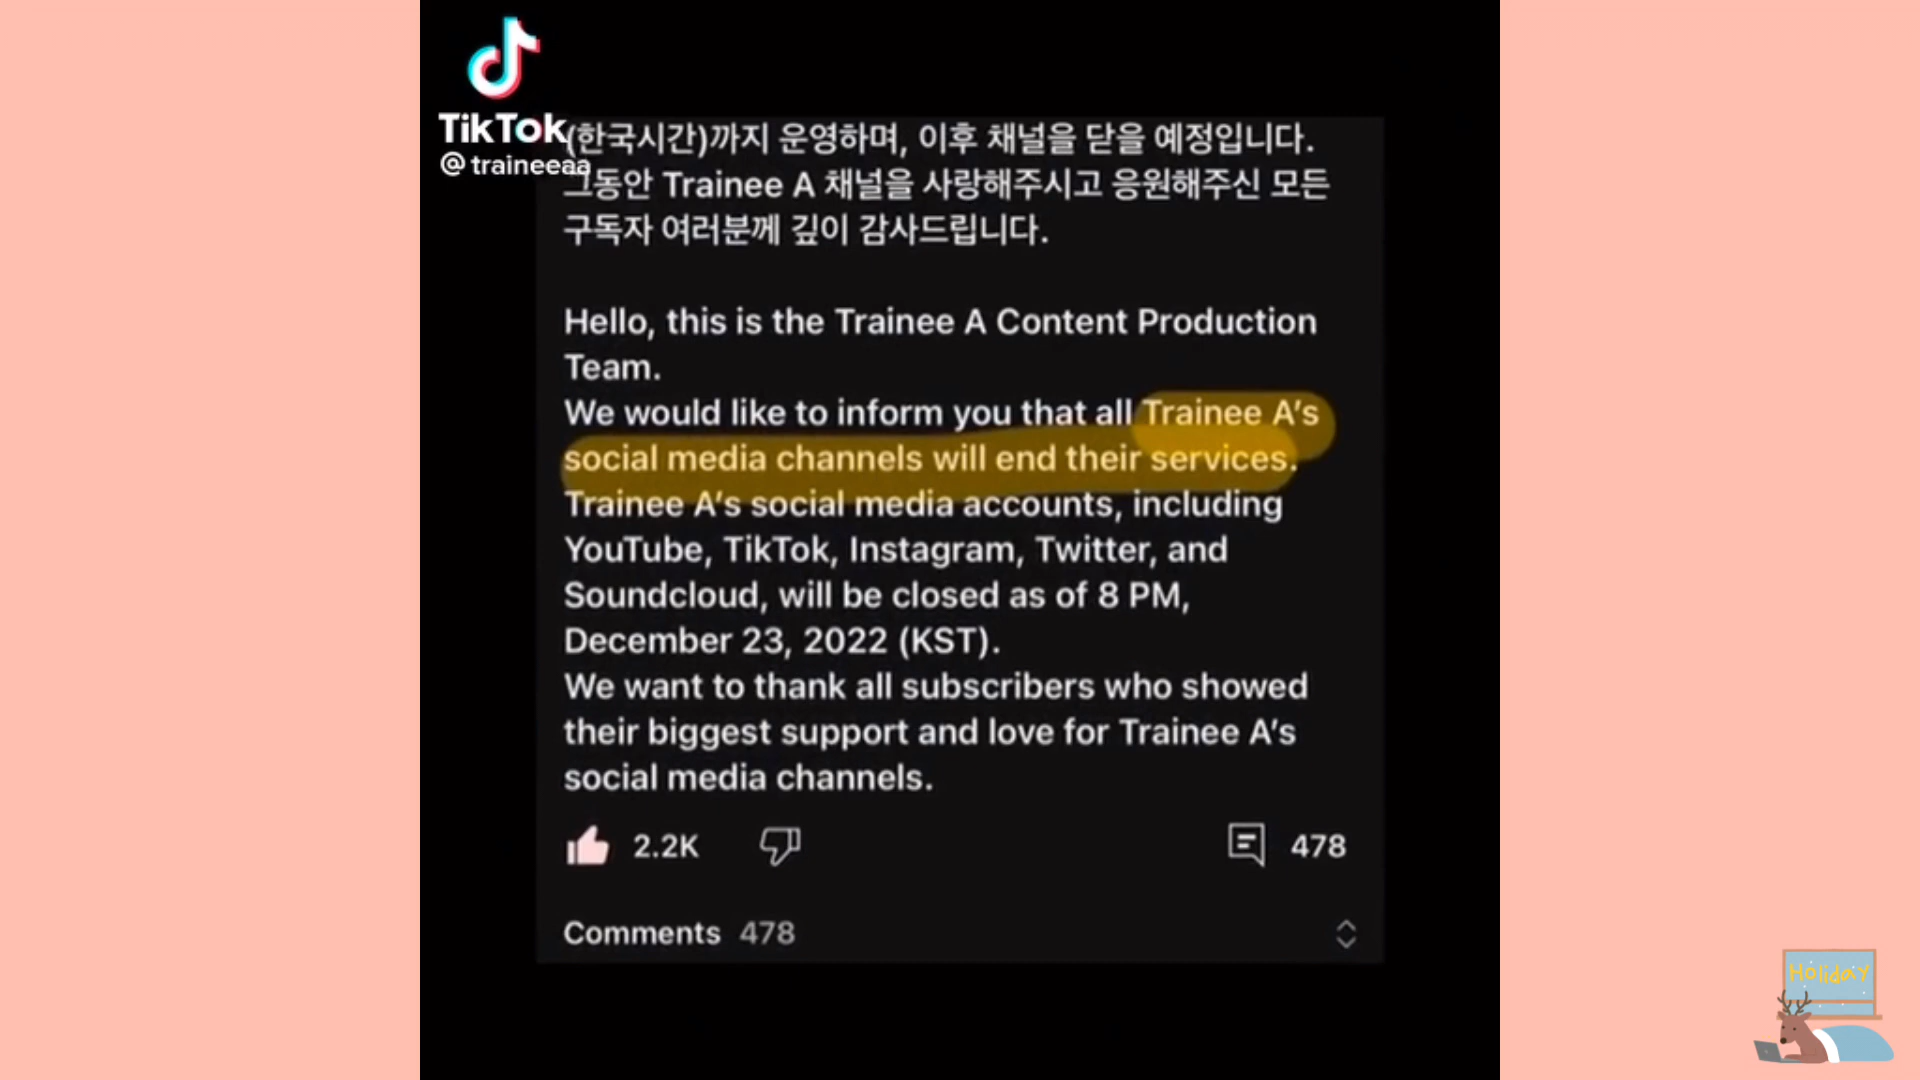 TikTok
@traineeaa
(한국시간)까지 운영하며, 이후 채널을 닫을 예정입니다.
그동안 Trainee A 채널을 사랑해주시고 응원해주신 모든
구독자 여러분께 깊이 감사드립니다.
Hello, this is the Trainee A Content Production
Team.
We would like to inform you that all Trainee A's
social media channels will end their services.
Trainee A's social media accounts, including
YouTube, TikTok, Instagram, Twitter, and
Soundcloud, will be closed as of 8 PM,
December 23, 2022 (KST).
We want to thank all subscribers who showed
their biggest support and love for Trainee A's
social media channels.
2.2K
478
Comments 478
Holiday